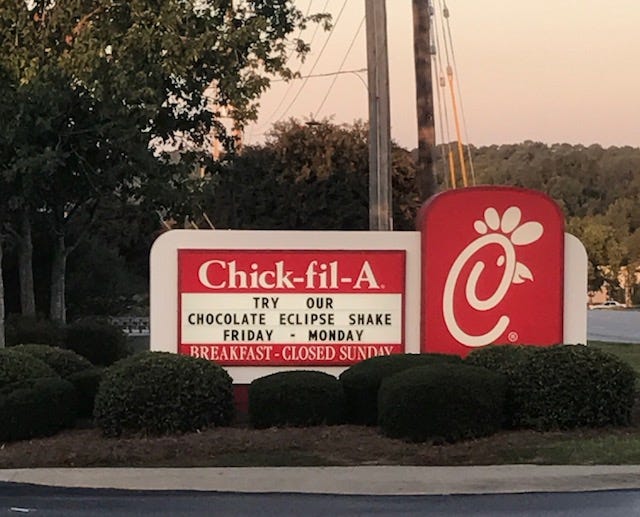 Chick-fil-A
TRY OUR
CHOCOLATE ECLIPSE SHAKE
FRIDAY - MONDAY
BREAKFAST - CLOSED SUNDAY
C
®